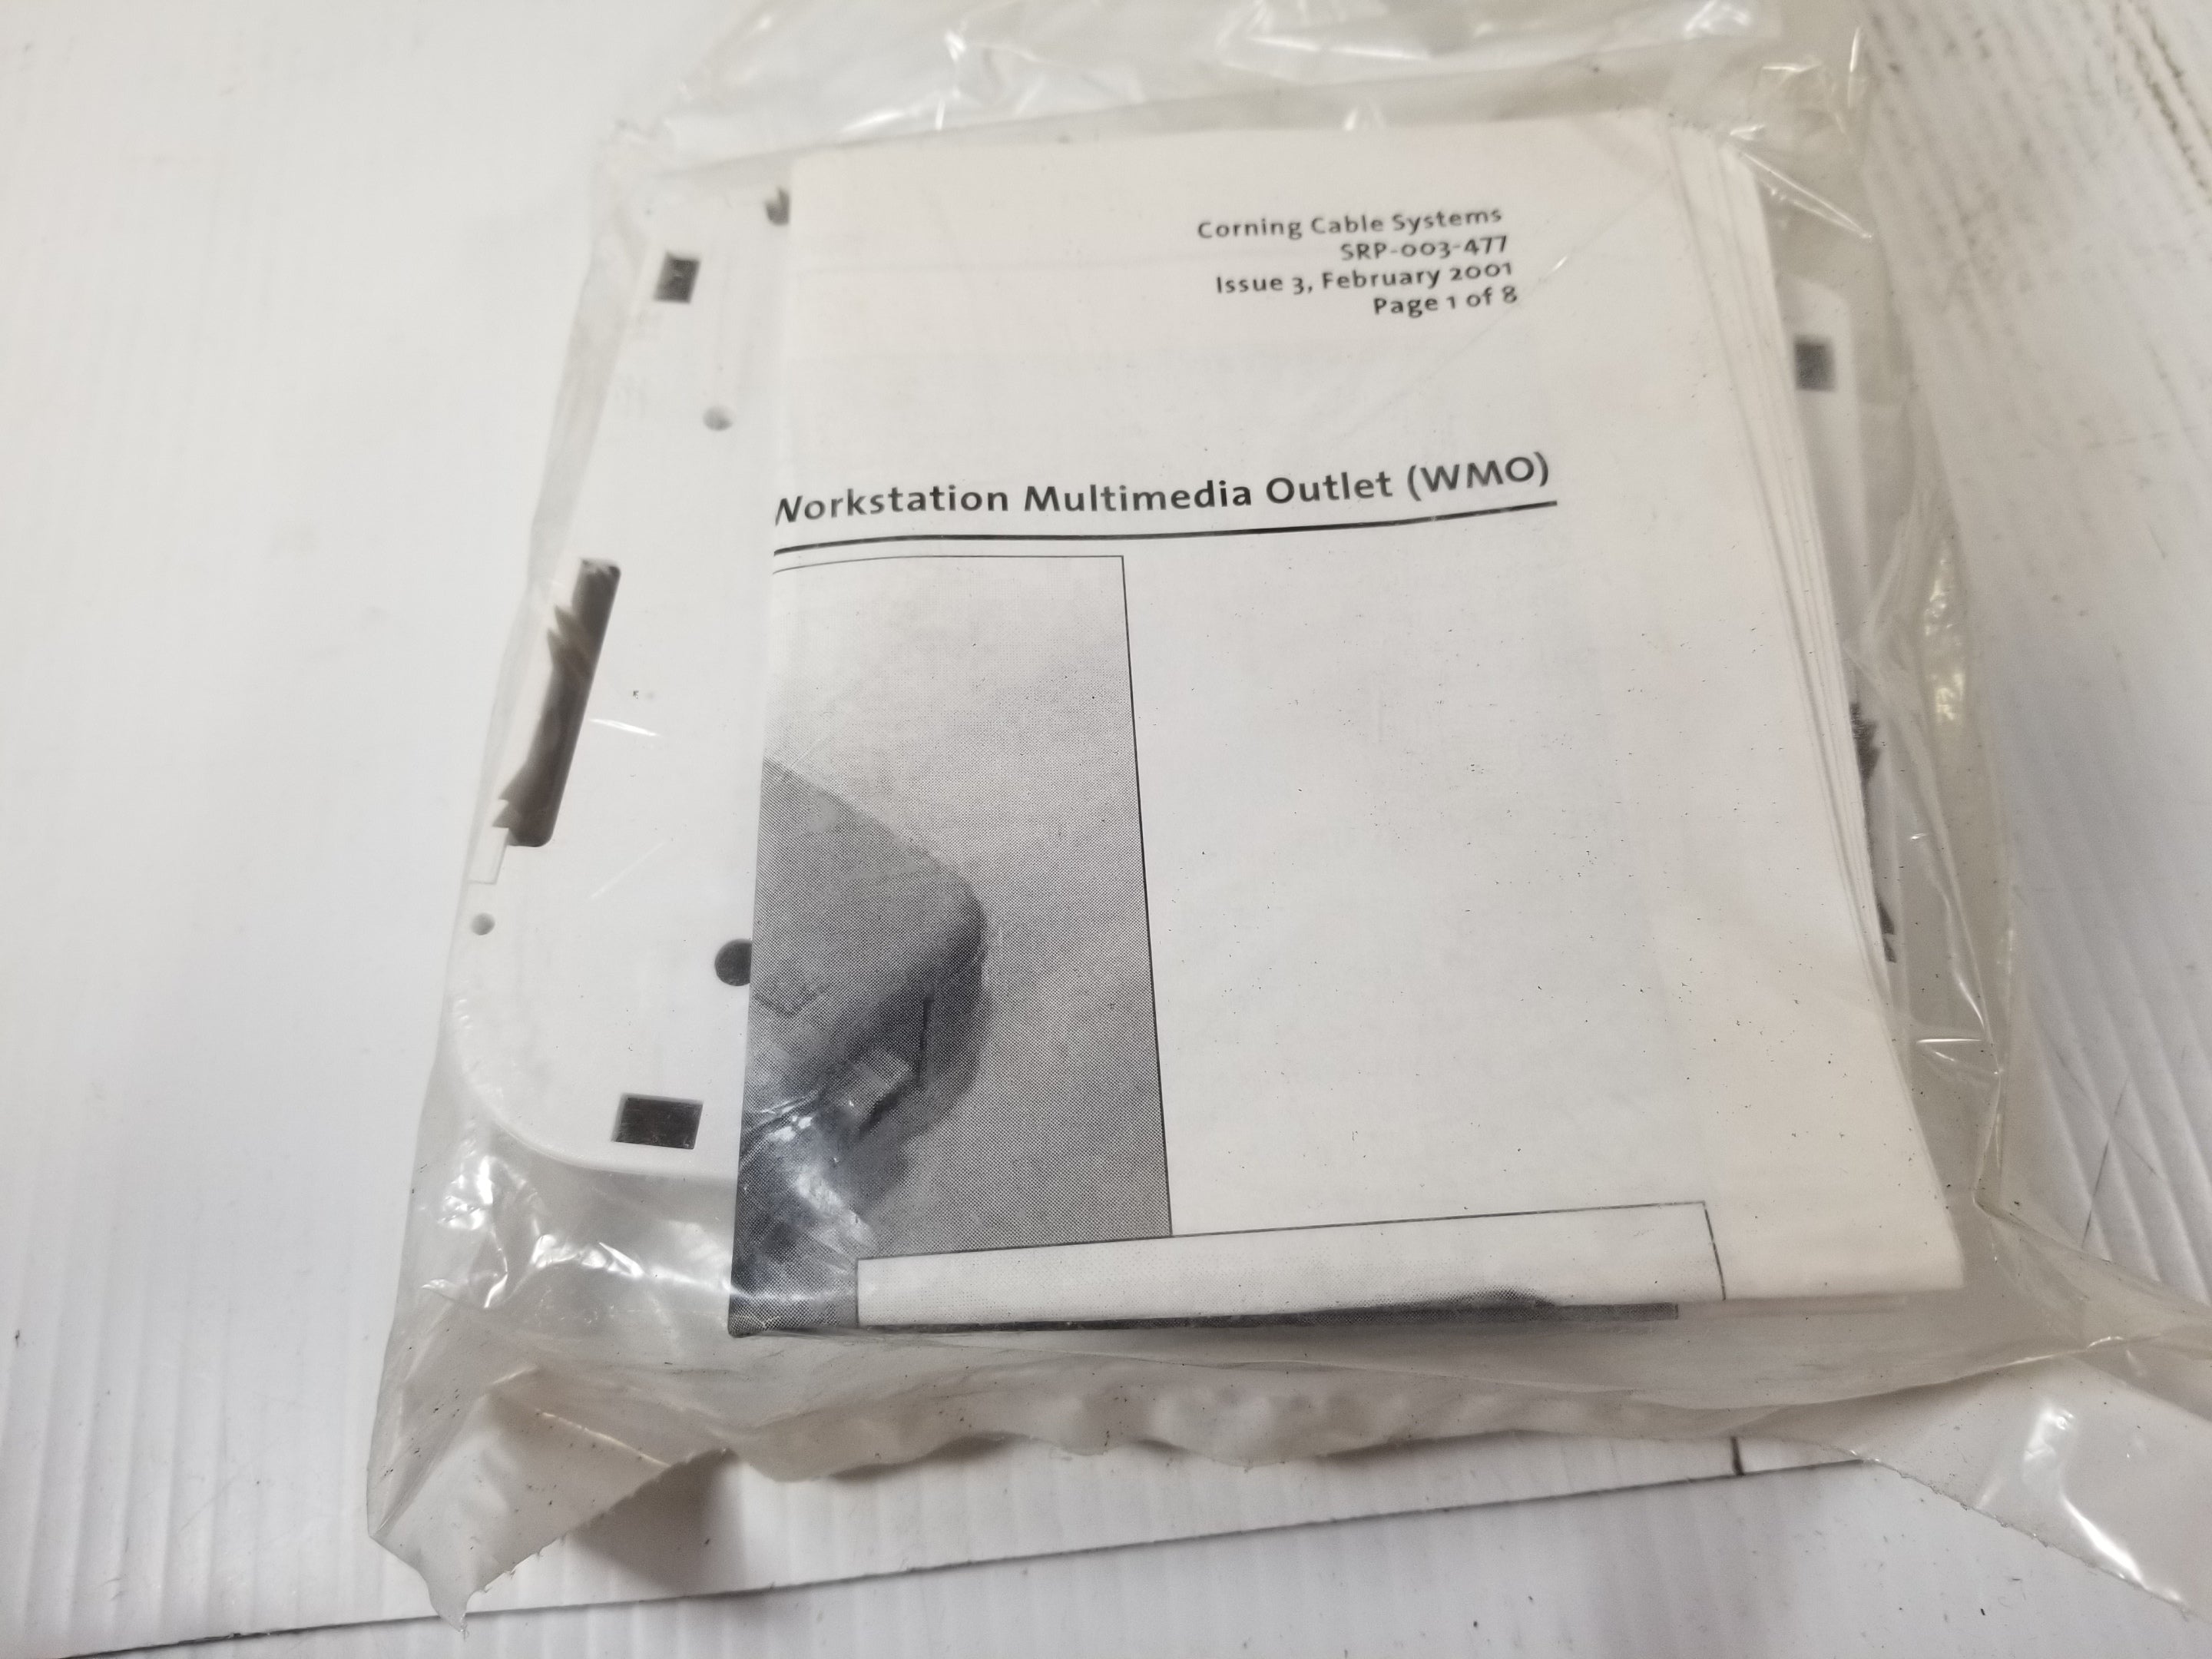 Corning Cable Systems
SRP-003-477
Issue 3, February 2001
Page 1 of 8
Workstation Multimedia Outlet (WMO)